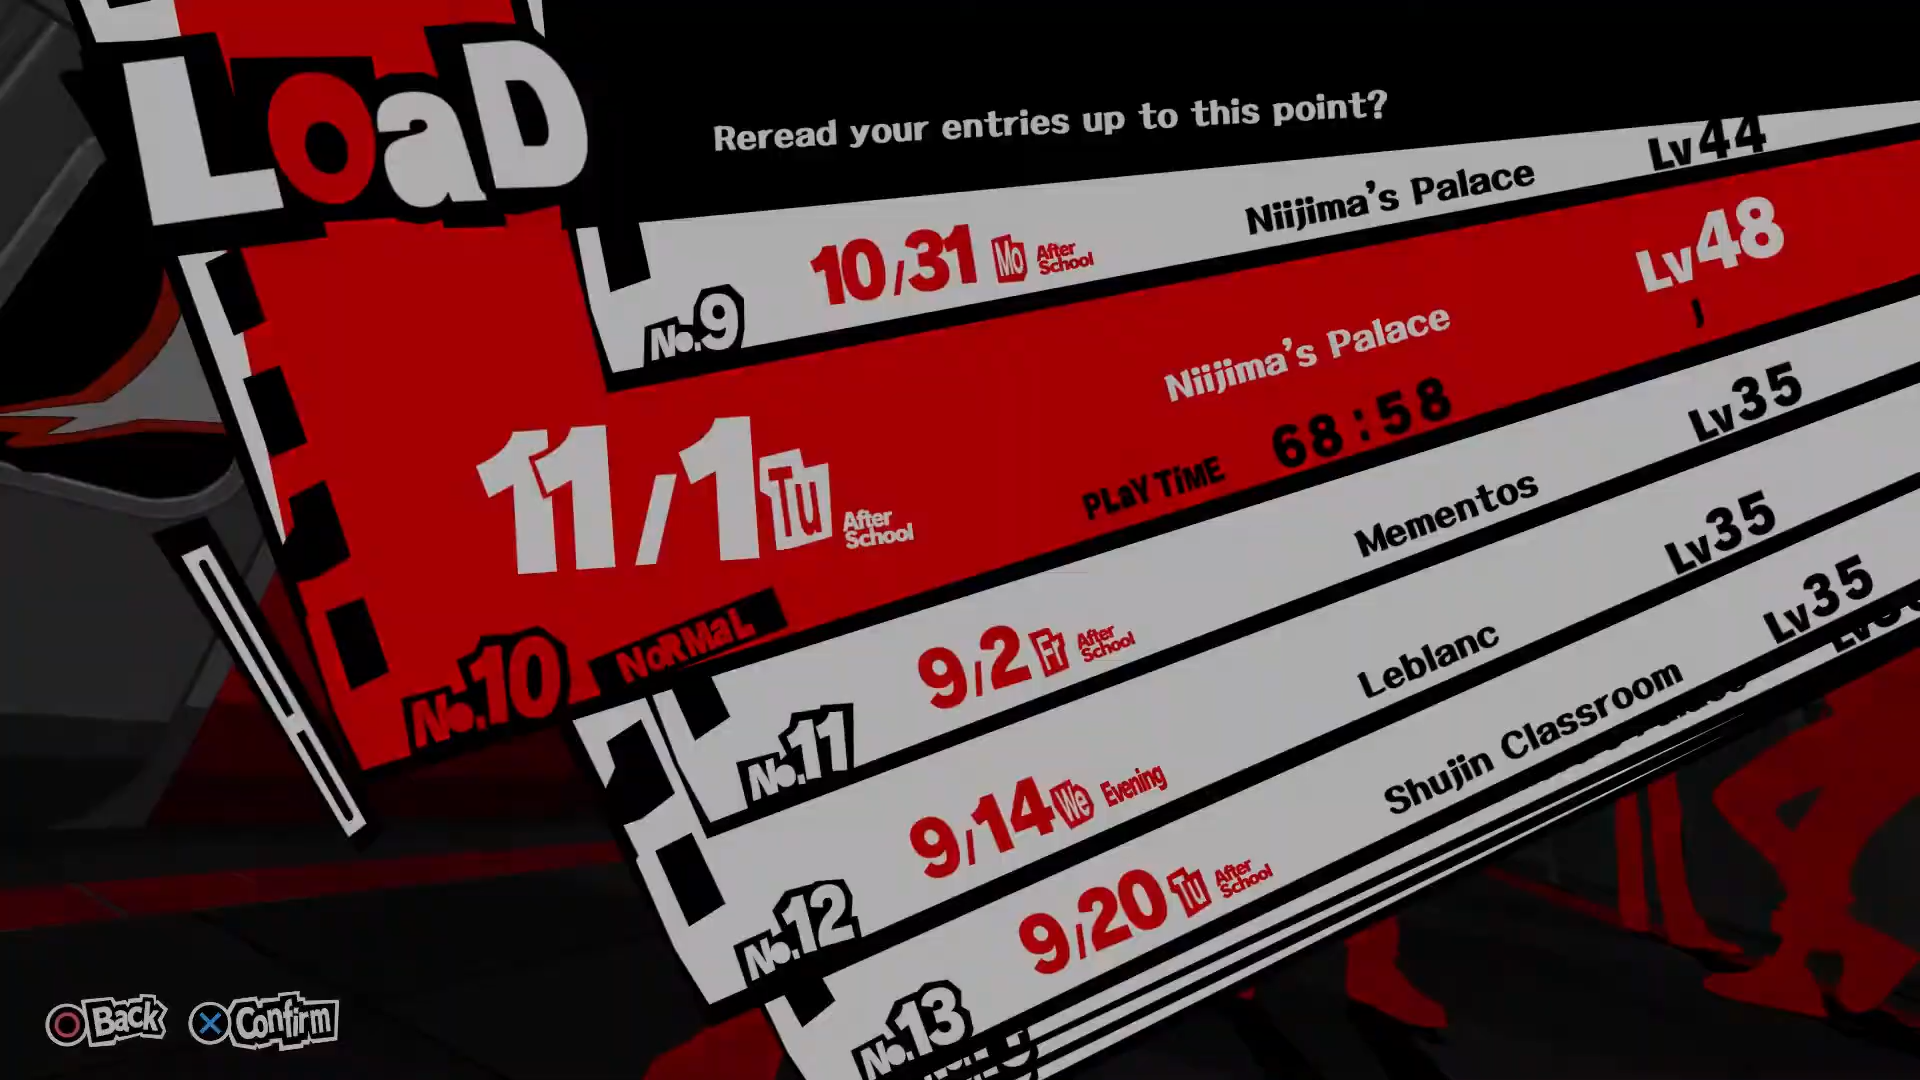 LOaD
Reread your entries up to this point?
No.9 10/31 Mo After School Niijima's Palace Lv44
No.10 11/1 Tu After School Niijima's Palace Lv48
J
NoRMaL PLaY TiME 68:58
No.11 9/2 Fr After School Mementos Lv35
No.12 9/14 We Evening Leblanc Lv35
No.13 9/20 Tu After School Shujin Classroom Lv35
Back Confirm